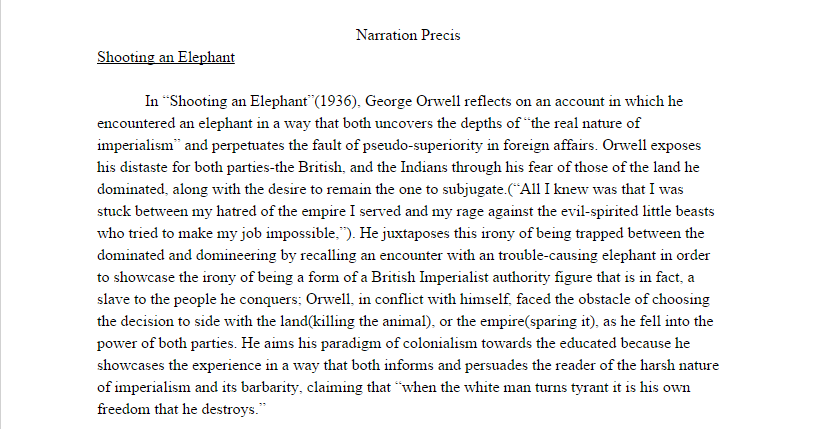 Narration Precis
Shooting an Elephant
In “Shooting an Elephant”(1936), George Orwell reflects on an account in which he
encountered an elephant in a way that both uncovers the depths of “the real nature of
imperialism” and perpetuates the fault of pseudo-superiority in foreign affairs. Orwell exposes
his distaste for both parties-the British, and the Indians through his fear of those of the land he
dominated, along with the desire to remain the one to subjugate.(“All I knew was that I was
stuck between my hatred of the empire I served and my rage against the evil-spirited little beasts
who tried to make my job impossible,”). He juxtaposes this irony of being trapped between the
dominated and domineering by recalling an encounter with an trouble-causing elephant in order
to showcase the irony of being a form of a British Imperialist authority figure that is in fact, a
slave to the people he conquers; Orwell, in conflict with himself, faced the obstacle of choosing
the decision to side with the land(killing the animal), or the empire(sparing it), as he fell into the
power of both parties. He aims his paradigm of colonialism towards the educated because he
showcases the experience in a way that both informs and persuades the reader of the harsh nature
of imperialism and its barbarity, claiming that “when the white man turns tyrant it is his own
freedom that he destroys.”